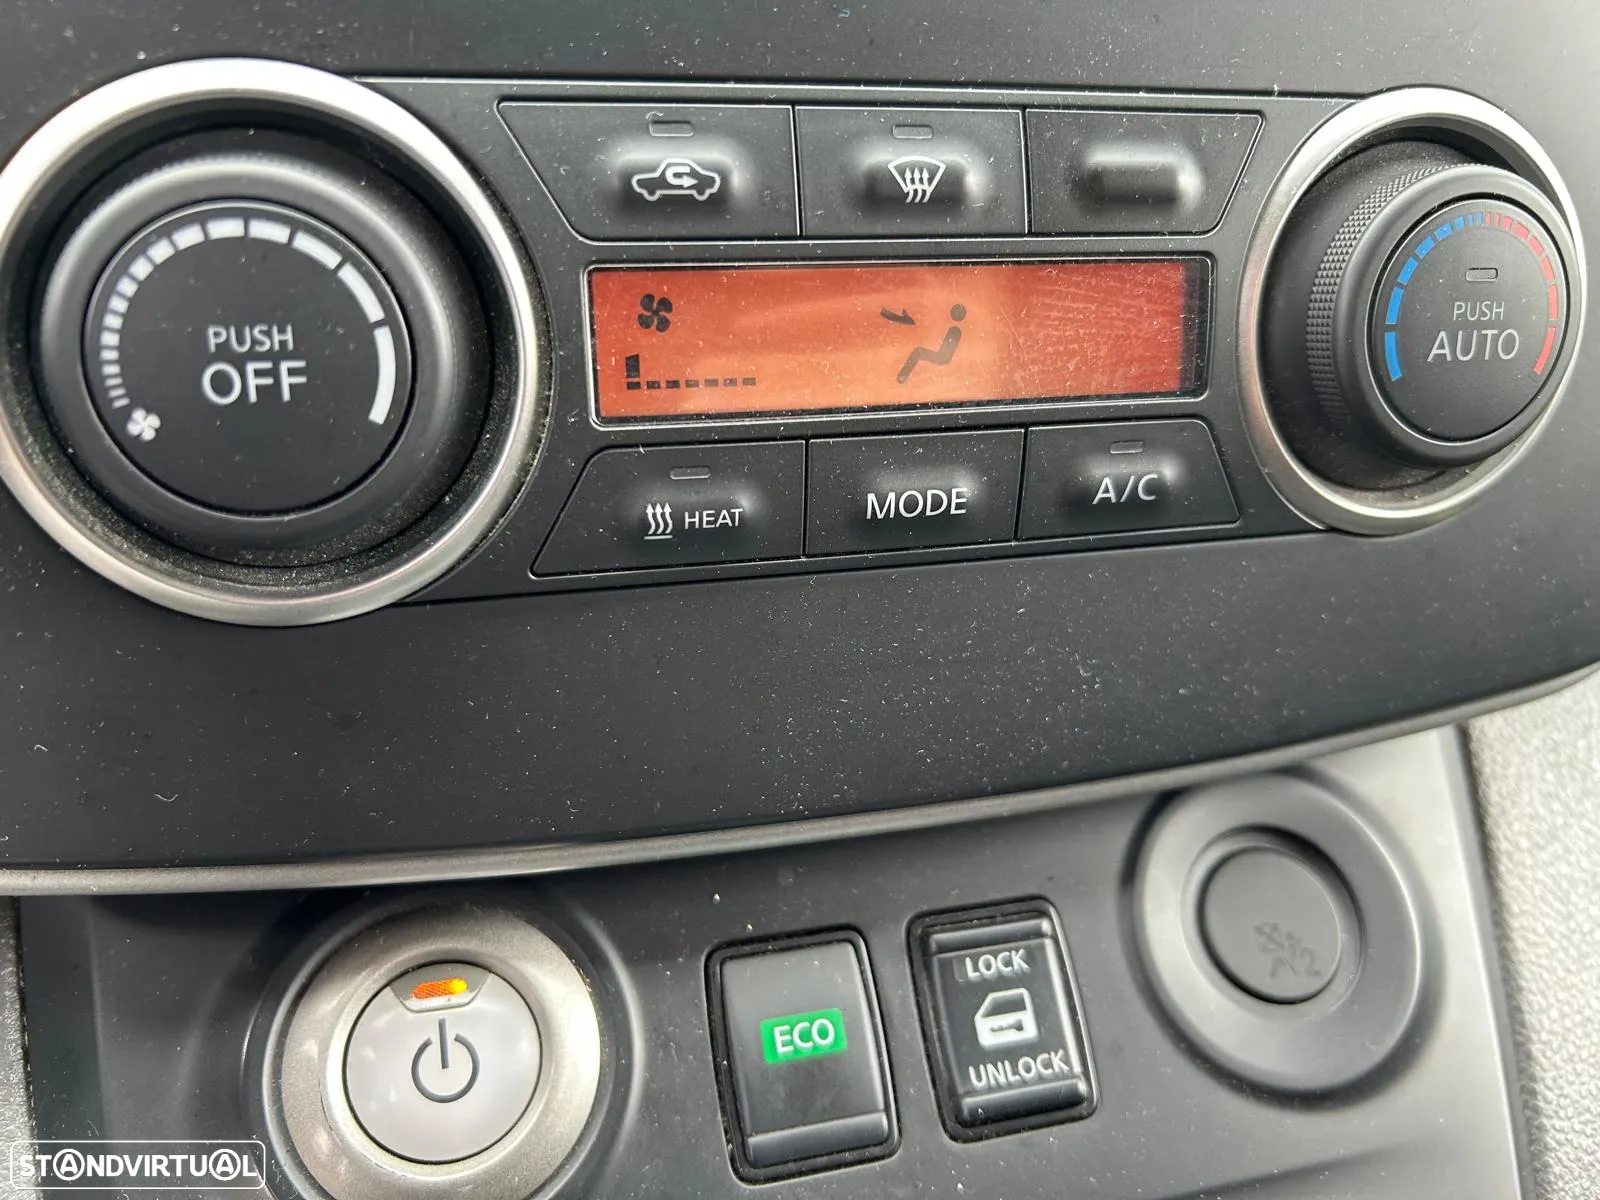 PUSH
OFF
PUSH
AUTO
HEAT
MODE
A/C
ECO
LOCK
UNLOCK
STANDVIRTUAL